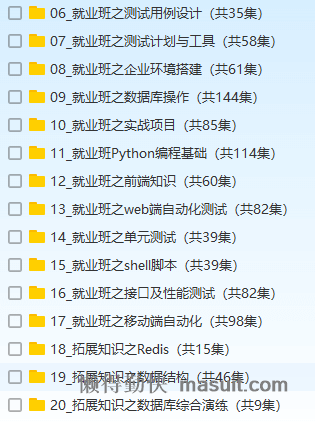 06_就业班之测试用例设计（共35集）
07_就业班之测试计划与工具（共58集）
08_就业班之企业环境搭建（共61集）
09_就业班之数据库操作（共144集）
10_就业班之实战项目（共85集）
11_就业班Python编程基础（共114集）
12_就业班之前端知识（共60集）
13_就业班之web端自动化测试（共82集）
14_就业班之单元测试（共39集）
15_就业班之shell脚本（共39集）
16_就业班之接口及性能测试（共82集）
17_就业班之移动端自动化（共98集）
18_拓展知识之Redis（共15集）
19_拓展知识之数据结构（共46集）
懒得勤快 masuit.com
20_拓展知识之数据库综合演练（共9集）